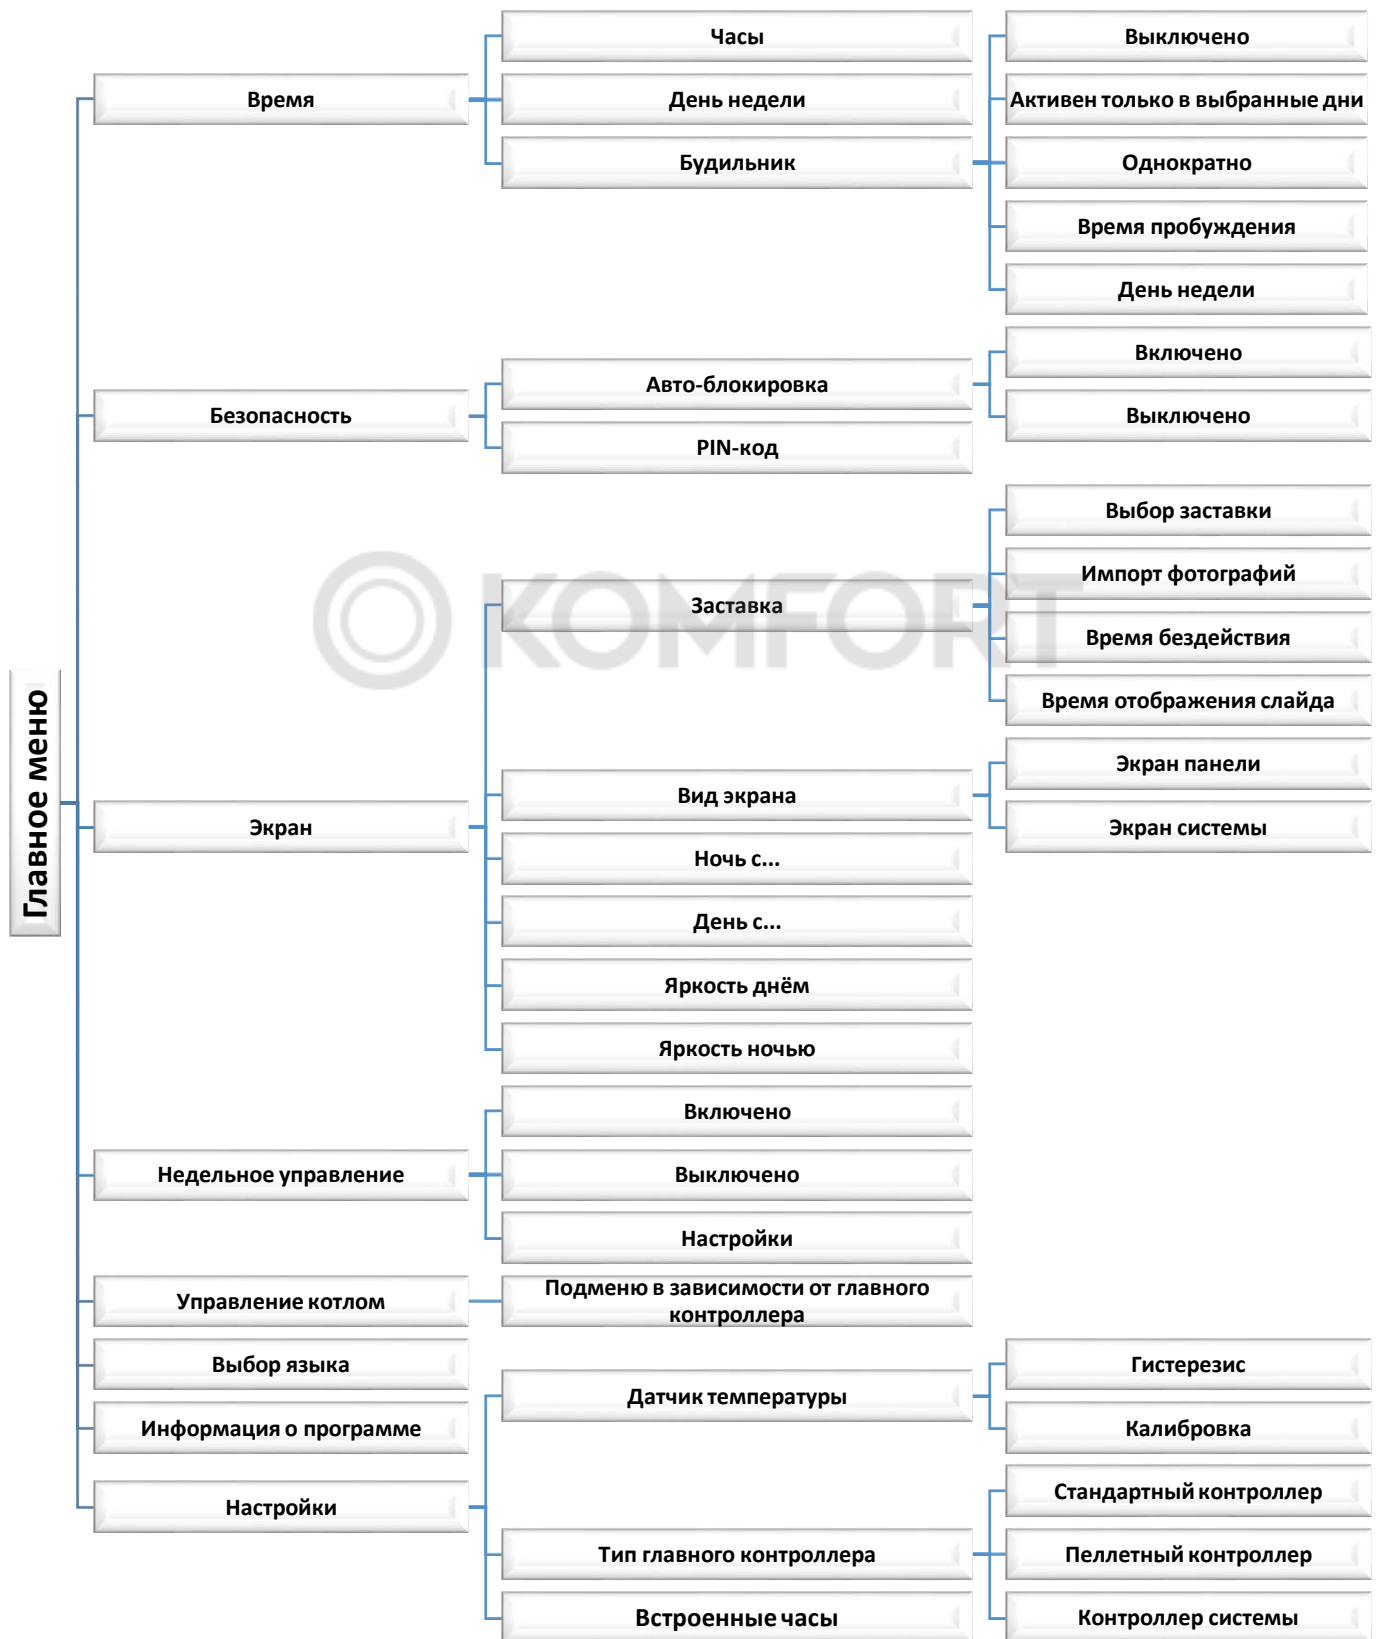 Главное меню
Время
Часы
День недели
Будильник
Выключено
Активен только в выбранные дни
Однократно
Время пробуждения
День недели
Безопасность
Авто-блокировка
PIN-код
Включено
Выключено
KOMFORT
Экран
Заставка
Выбор заставки
Импорт фотографий
Время бездействия
Время отображения слайда
Вид экрана
Экран панели
Экран системы
Ночь с...
День с...
Яркость днём
Яркость ночью
Недельное управление
Включено
Выключено
Настройки
Управление котлом
Подменю в зависимости от главного
контроллера
Выбор языка
Информация о программе
Настройки
Датчик температуры
Гистерезис
Калибровка
Тип главного контроллера
Стандартный контроллер
Пеллетный контроллер
Контроллер системы
Встроенные часы